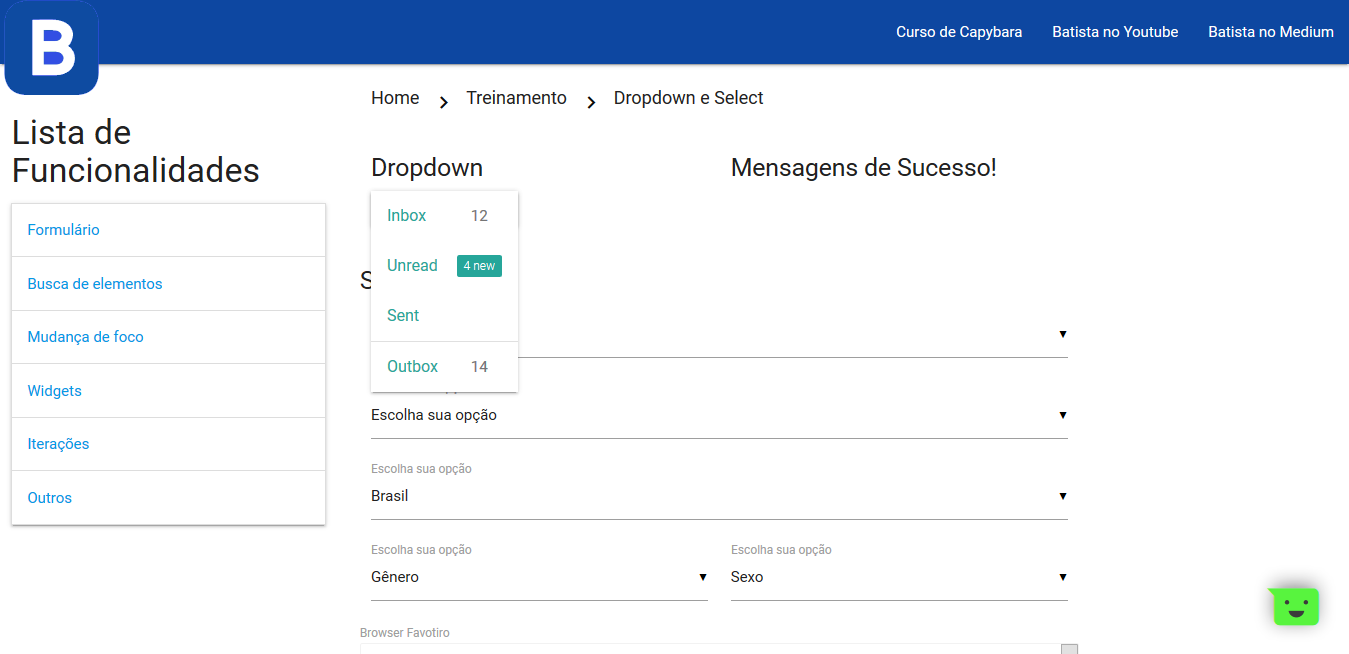 B
Curso de Capybara
Batista no Youtube
Batista no Medium
Home
Treinamento
Dropdown e Select
Lista de
Funcionalidades
Formulário
Busca de elementos
Mudança de foco
Widgets
Iterações
Outros
Dropdown
Mensagens de Sucesso!
Inbox 12
Unread 4 new
Sent
Outbox 14
Escolha sua opção
Escolha sua opção
Brasil
Escolha sua opção
Gênero
Escolha sua opção
Sexo
Browser Favotiro